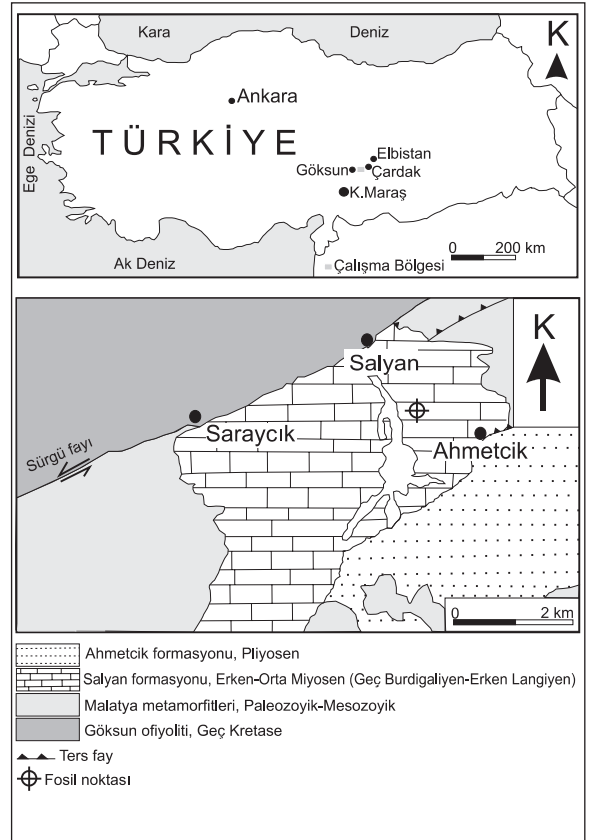 Kara Deniz
K
Ege Denizi
Ankara
TÜRKİYE
Elbistan
Göksun
Çardak
K.Maraş
Ak Deniz
0 200 km
Çalışma Bölgesi
K
Salyan
Saraycık
Ahmetcik
Sürgü fayı
0 2 km
Ahmetcik formasyonu, Pliyosen
Salyan formasyonu, Erken-Orta Miyosen (Geç Burdigaliyen-Erken Langiyen)
Malatya metamorfitleri, Paleozoyik-Mesozoyik
Göksun ofiyoliti, Geç Kretase
Ters fay
Fosil noktası